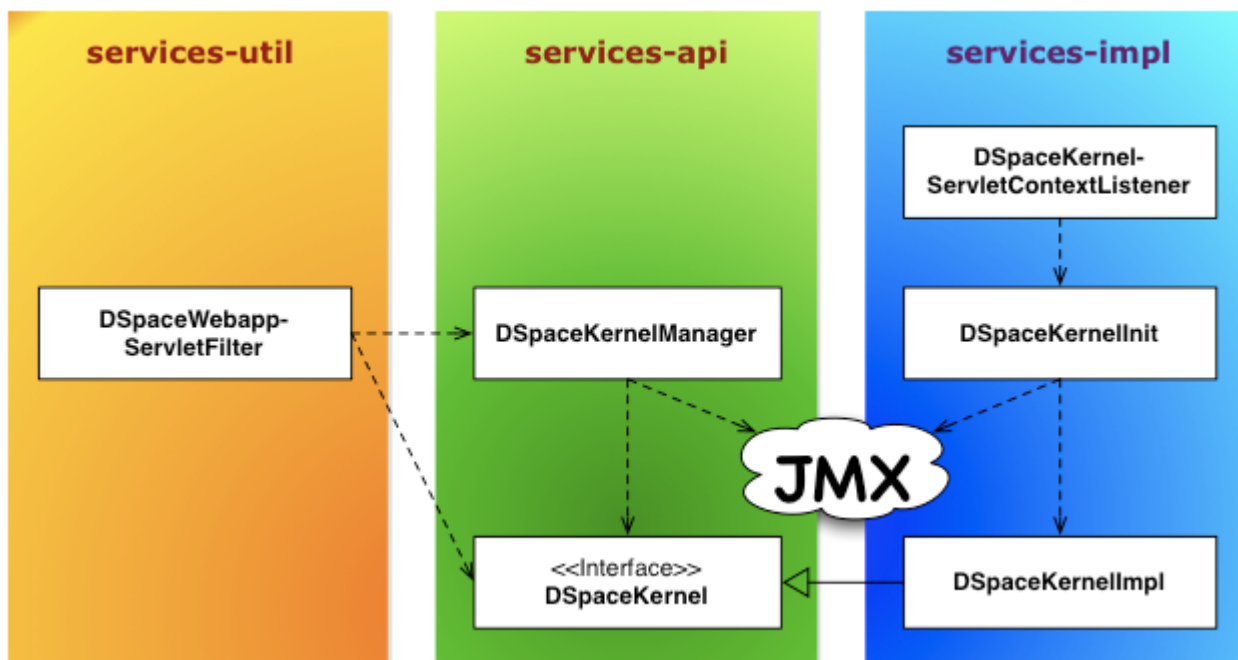 services-util
services-api
services-impl
DSpaceKernel-
ServletContextListener
DSpaceWebapp-
ServletFilter
DSpaceKernelManager
DSpaceKernelInit
JMX
<<Interface>>
DSpaceKernel
DSpaceKernelImpl